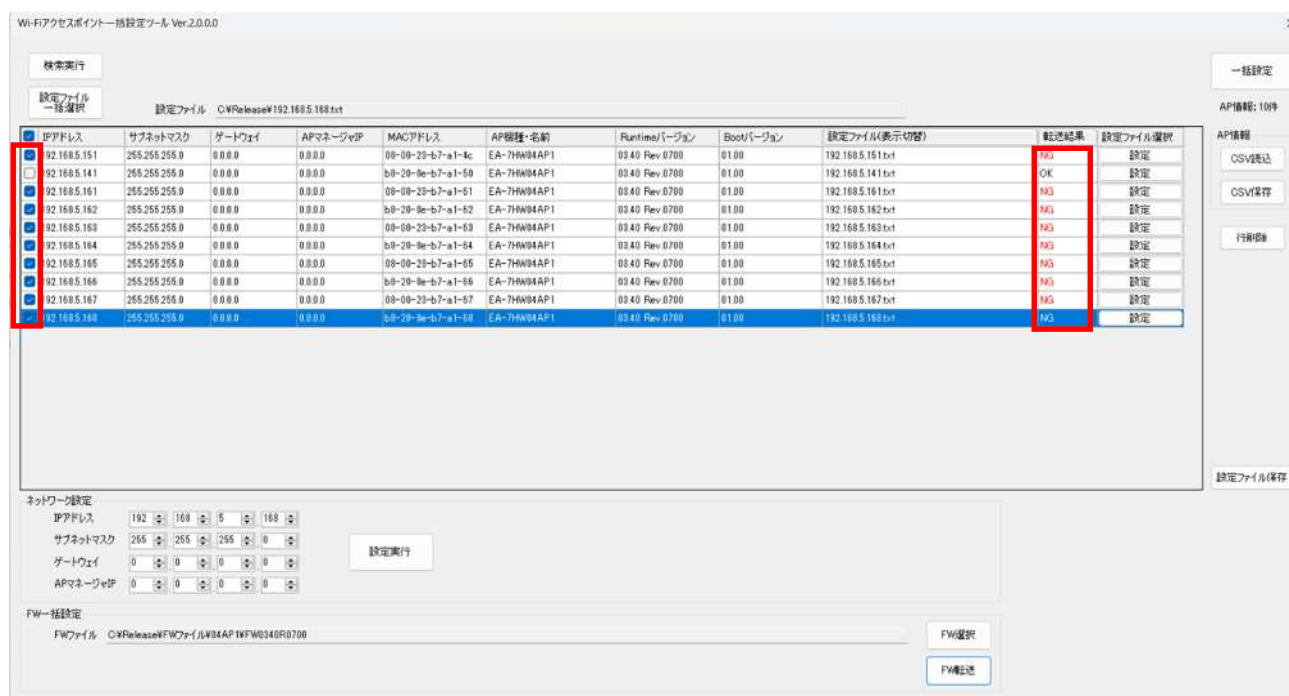 Wi-Fiアクセスポイント一括設定ツール Ver.2.0.0.0
検索実行
一括設定
設定ファイル
一括選択
設定ファイル C:¥Release¥192.168.5.168.txt
AP情報: 10件
IPアドレス サブネットマスク ゲートウェイ APマネージャIP MACアドレス AP機種・名前 Runtimeバージョン Bootバージョン 設定ファイル(表示切替) 転送結果 設定ファイル選択
192.168.5.151 255.255.255.0 0.0.0.0 0.0.0.0 08-00-23-b7-a1-4c EA-7HW04AP1 03.40 Rev.0700 01.00 192.168.5.151.txt NG 設定
192.168.5.141 255.255.255.0 0.0.0.0 0.0.0.0 b8-20-8e-b7-a1-50 EA-7HW04AP1 03.40 Rev.0700 01.00 192.168.5.141.txt OK 設定
192.168.5.161 255.255.255.0 0.0.0.0 0.0.0.0 08-00-23-b7-a1-61 EA-7HW04AP1 03.40 Rev.0700 01.00 192.168.5.161.txt NG 設定
192.168.5.162 255.255.255.0 0.0.0.0 0.0.0.0 b8-20-8e-b7-a1-62 EA-7HW04AP1 03.40 Rev.0700 01.00 192.168.5.162.txt NG 設定
192.168.5.163 255.255.255.0 0.0.0.0 0.0.0.0 08-00-23-b7-a1-63 EA-7HW04AP1 03.40 Rev.0700 01.00 192.168.5.163.txt NG 設定
192.168.5.164 255.255.255.0 0.0.0.0 0.0.0.0 b8-20-8e-b7-a1-64 EA-7HW04AP1 03.40 Rev.0700 01.00 192.168.5.164.txt NG 設定
192.168.5.165 255.255.255.0 0.0.0.0 0.0.0.0 08-00-23-b7-a1-65 EA-7HW04AP1 03.40 Rev.0700 01.00 192.168.5.165.txt NG 設定
192.168.5.166 255.255.255.0 0.0.0.0 0.0.0.0 b8-20-8e-b7-a1-66 EA-7HW04AP1 03.40 Rev.0700 01.00 192.168.5.166.txt NG 設定
192.168.5.167 255.255.255.0 0.0.0.0 0.0.0.0 08-00-23-b7-a1-67 EA-7HW04AP1 03.40 Rev.0700 01.00 192.168.5.167.txt NG 設定
192.168.5.168 255.255.255.0 0.0.0.0 0.0.0.0 b8-20-8e-b7-a1-68 EA-7HW04AP1 03.40 Rev.0700 01.00 192.168.5.168.txt NG 設定
AP情報
CSV読込
CSV保存
行削除
設定ファイル保存
ネットワーク設定
IPアドレス 192 168 5 168
サブネットマスク 255 255 255 0
ゲートウェイ 0 0 0 0
APマネージャIP 0 0 0 0
設定実行
FW一括設定
FWファイル C:¥Release¥FWファイル¥04AP1¥FW0340R0700
FW選択
FW転送